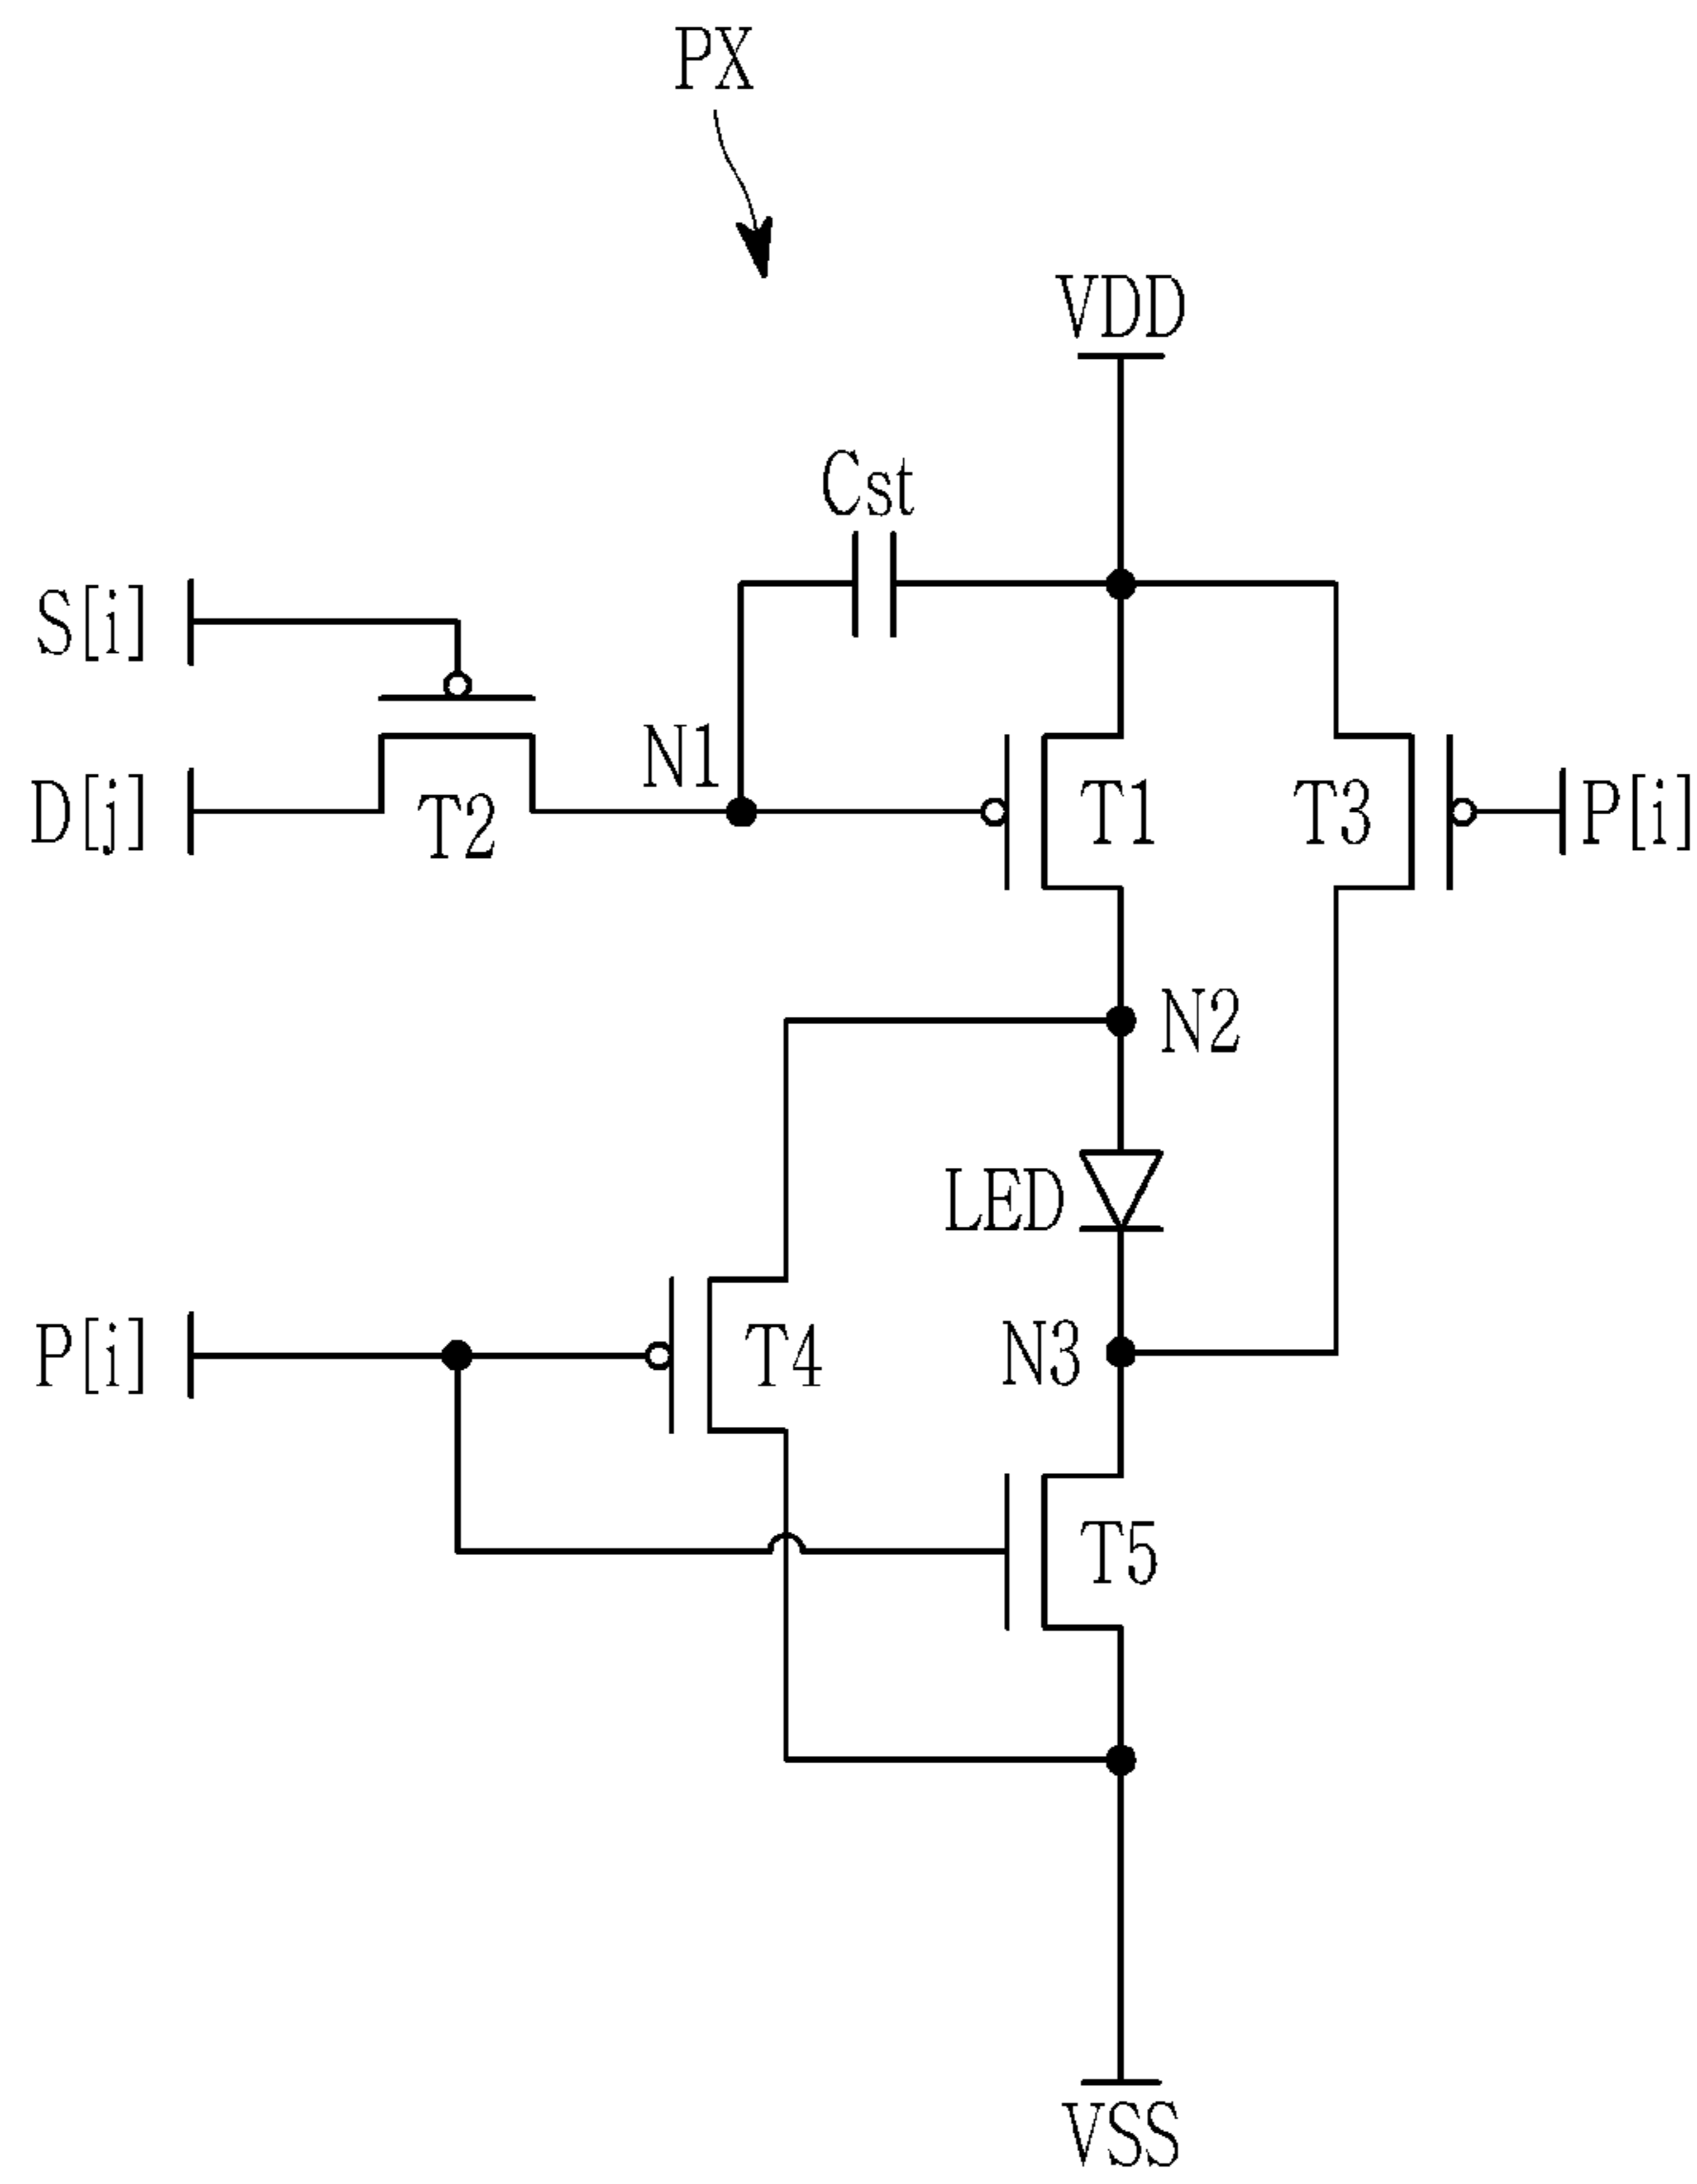 PX
VDD
Cst
S[i]
N1
D[j]
T2
T1
T3
P[i]
N2
LED
P[i]
T4
N3
T5
VSS